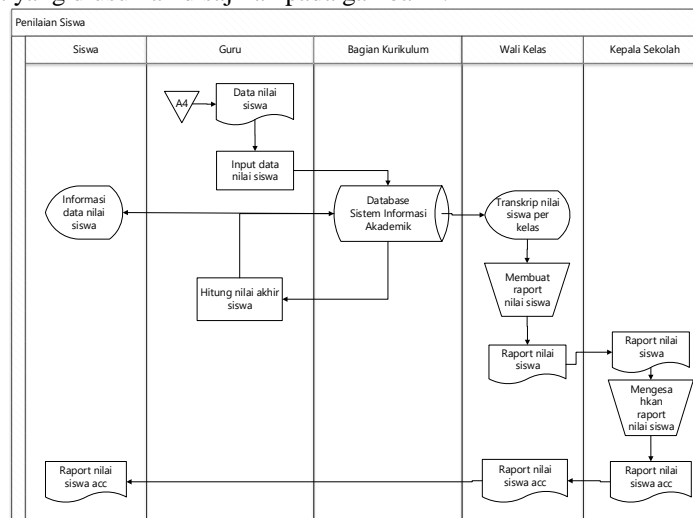 Penilaian Siswa
Siswa
Guru
Bagian Kurikulum
Wali Kelas
Kepala Sekolah
A4
Data nilai
siswa
Input data
nilai siswa
Informasi
data nilai
siswa
Database
Sistem Informasi
Akademik
Transkrip nilai
siswa per
kelas
Hitung nilai akhir
siswa
Membuat
raport
nilai siswa
Raport nilai
siswa
Raport nilai
siswa
Mengesa
hkan
raport
nilai siswa
Raport nilai
siswa acc
Raport nilai
siswa acc
Raport nilai
siswa acc